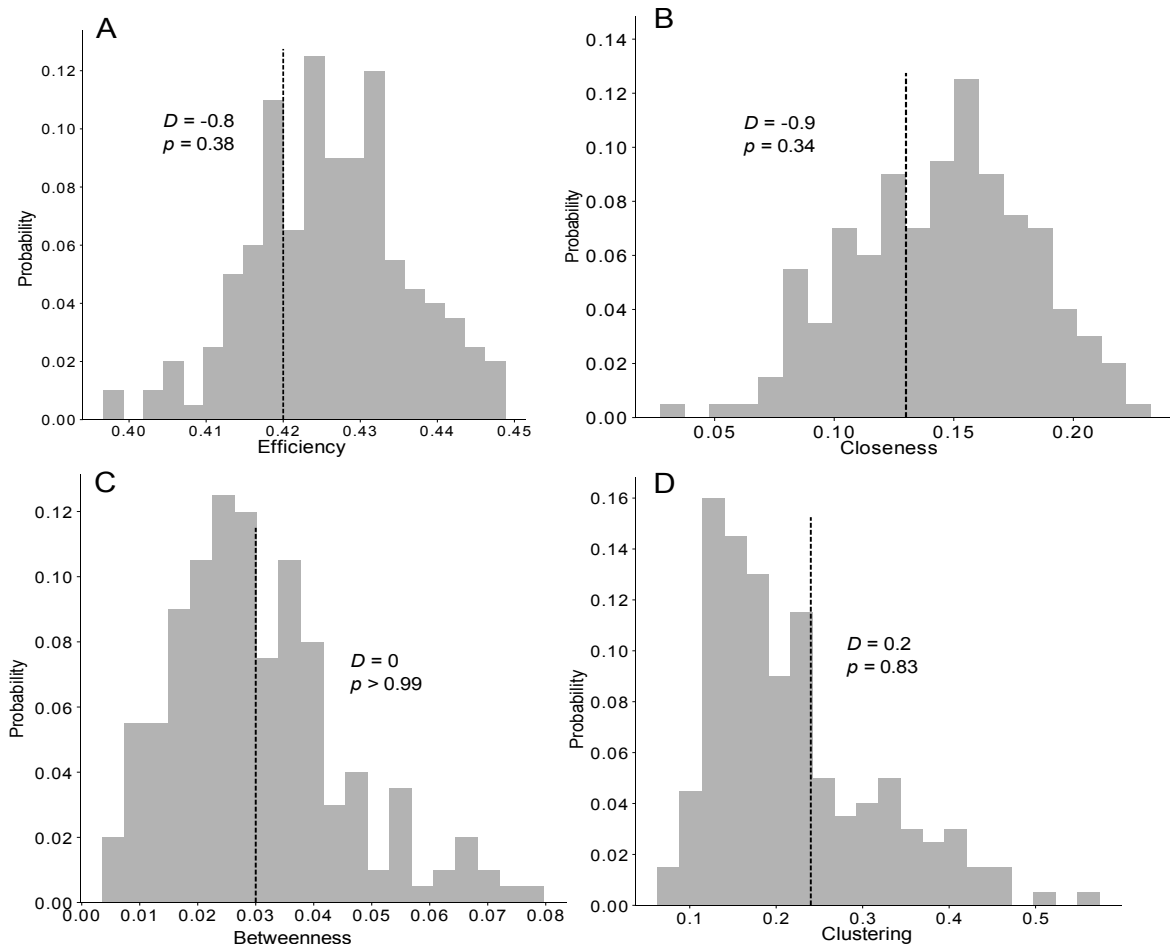 A
0.12
0.10
0.08
0.06
0.04
0.02
0.00
Probability
D = -0.8
p = 0.38
0.40 0.41 0.42 0.43 0.44 0.45
Efficiency
B
0.14
0.12
0.10
0.08
0.06
0.04
0.02
0.00
Probability
D = -0.9
p = 0.34
0.05 0.10 0.15 0.20
Closeness
C
0.12
0.10
0.08
0.06
0.04
0.02
0.00
Probability
D = 0
p > 0.99
0.00 0.01 0.02 0.03 0.04 0.05 0.06 0.07 0.08
Betweenness
D
0.16
0.14
0.12
0.10
0.08
0.06
0.04
0.02
0.00
Probability
D = 0.2
p = 0.83
0.1 0.2 0.3 0.4 0.5
Clustering